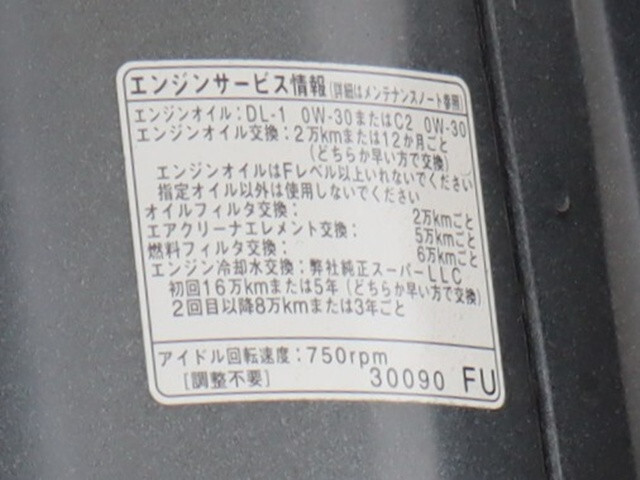 エンジンサービス情報(詳細はメンテナンスノート参照)
エンジンオイル:DL-1 0W-30またはC2 0W-30
エンジンオイル交換:2万kmまたは12か月ごと
(どちらか早い方で交換)
エンジンオイルはFレベル以上いれないでください
指定オイル以外は使用しないでください
オイルフィルタ交換: 2万kmごと
エアクリーナエレメント交換: 5万kmごと
燃料フィルタ交換: 6万kmごと
エンジン冷却水交換:弊社純正スーパーLLC
初回16万kmまたは5年(どちらか早い方で交換)
2回目以降8万kmまたは3年ごと
アイドル回転速度:750rpm
[調整不要] 30090 FU